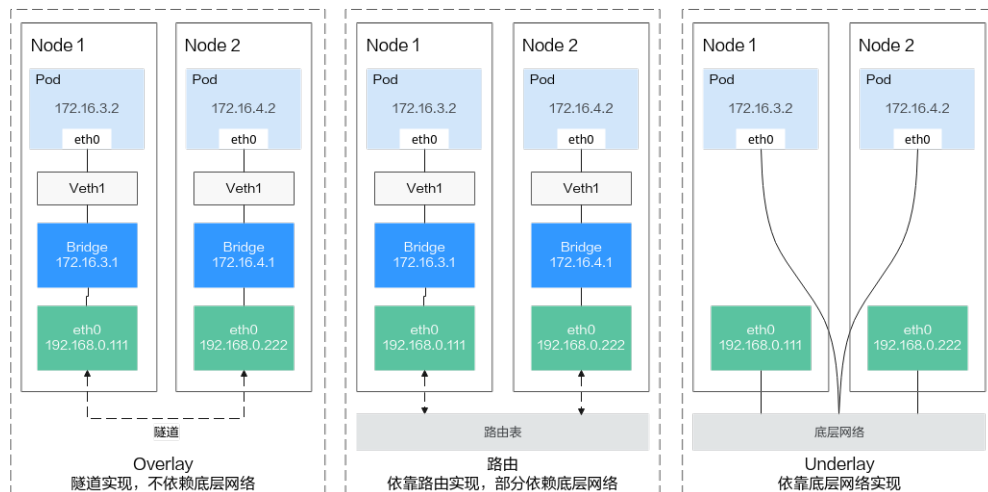 Node 1
Node 2
Pod
172.16.3.2
eth0
Pod
172.16.4.2
eth0
Veth1
Veth1
Bridge
172.16.3.1
Bridge
172.16.4.1
eth0
192.168.0.111
eth0
192.168.0.222
隧道
Overlay
隧道实现，不依赖底层网络
Node 1
Node 2
Pod
172.16.3.2
eth0
Pod
172.16.4.2
eth0
Veth1
Veth1
Bridge
172.16.3.1
Bridge
172.16.4.1
eth0
192.168.0.111
eth0
192.168.0.222
路由表
路由
依靠路由实现，部分依赖底层网络
Node 1
Node 2
Pod
172.16.3.2
eth0
Pod
172.16.4.2
eth0
eth0
192.168.0.111
eth0
192.168.0.222
底层网络
Underlay
依靠底层网络实现